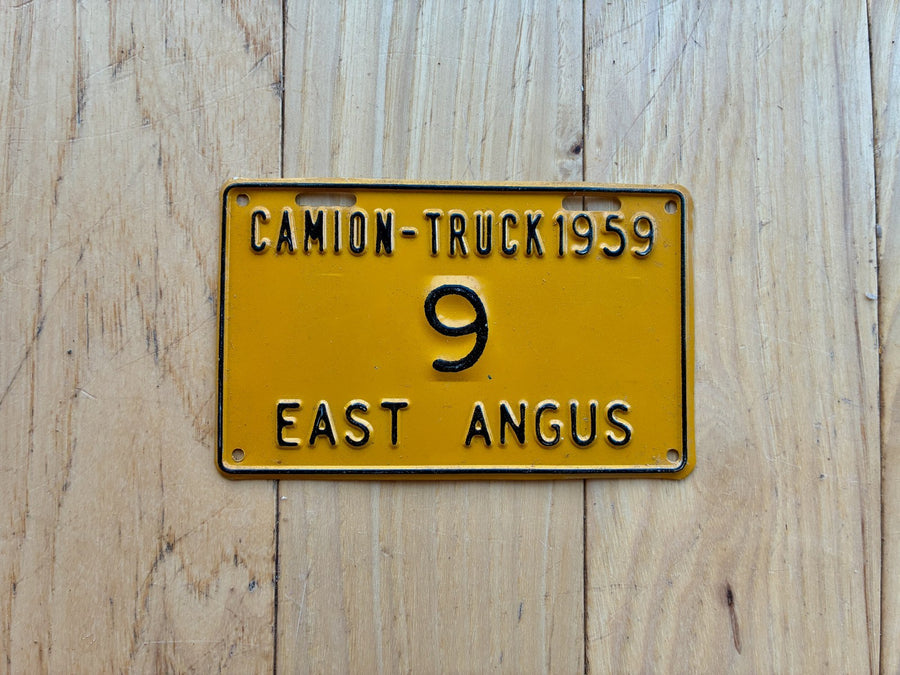 CAMION-TRUCK 1959
9
EAST ANGUS